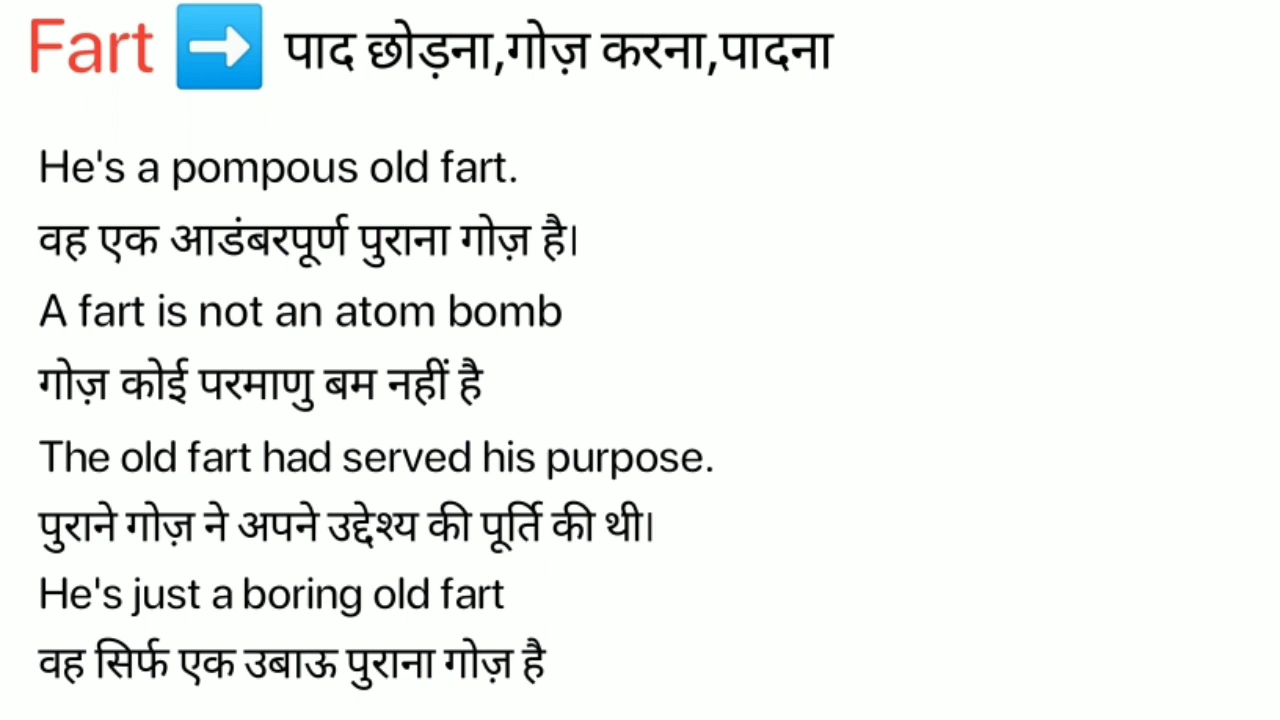 Fart ➡ पाद छोड़ना,गोज़ करना,पादना
He's a pompous old fart.
वह एक आडंबरपूर्ण पुराना गोज़ है।
A fart is not an atom bomb
गोज़ कोई परमाणु बम नहीं है
The old fart had served his purpose.
पुराने गोज़ ने अपने उद्देश्य की पूर्ति की थी।
He's just a boring old fart
वह सिर्फ एक उबाऊ पुराना गोज़ है